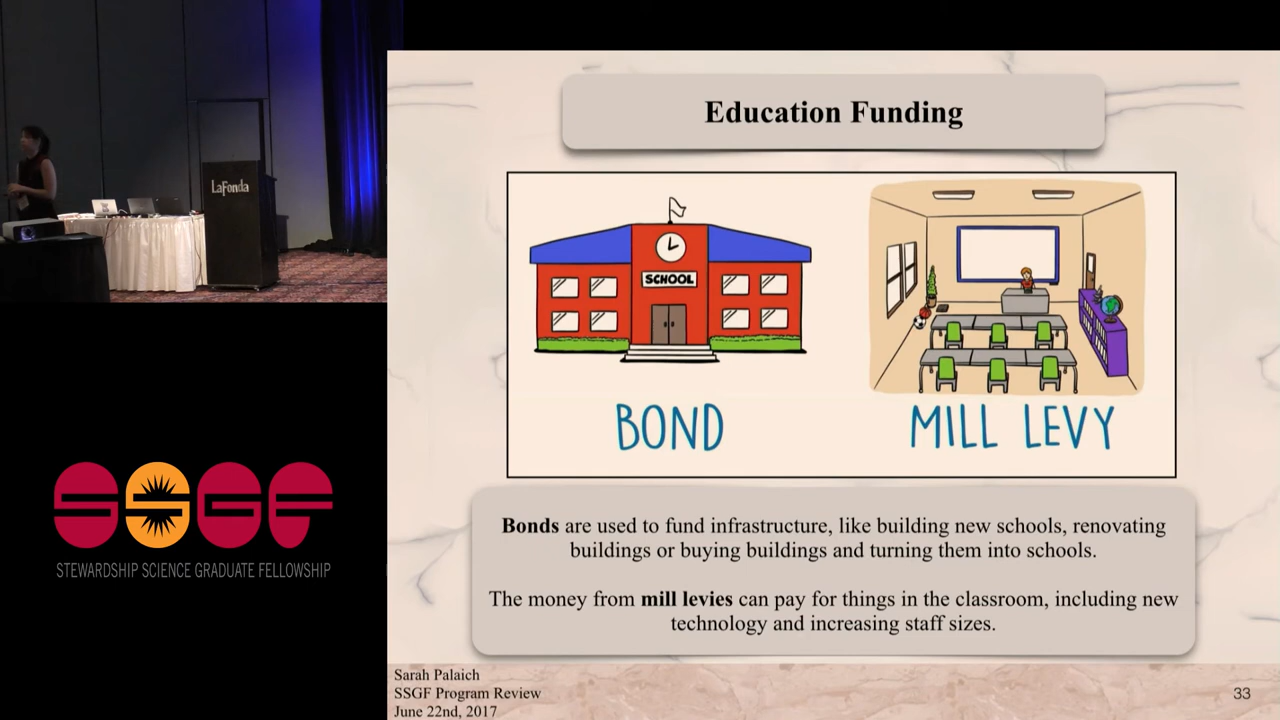 LaFonda
SSGF
STEWARDSHIP SCIENCE GRADUATE FELLOWSHIP
Education Funding
SCHOOL
BOND
MILL LEVY
Bonds are used to fund infrastructure, like building new schools, renovating
buildings or buying buildings and turning them into schools.
The money from mill levies can pay for things in the classroom, including new
technology and increasing staff sizes.
Sarah Palaich
SSGF Program Review
June 22nd, 2017
33